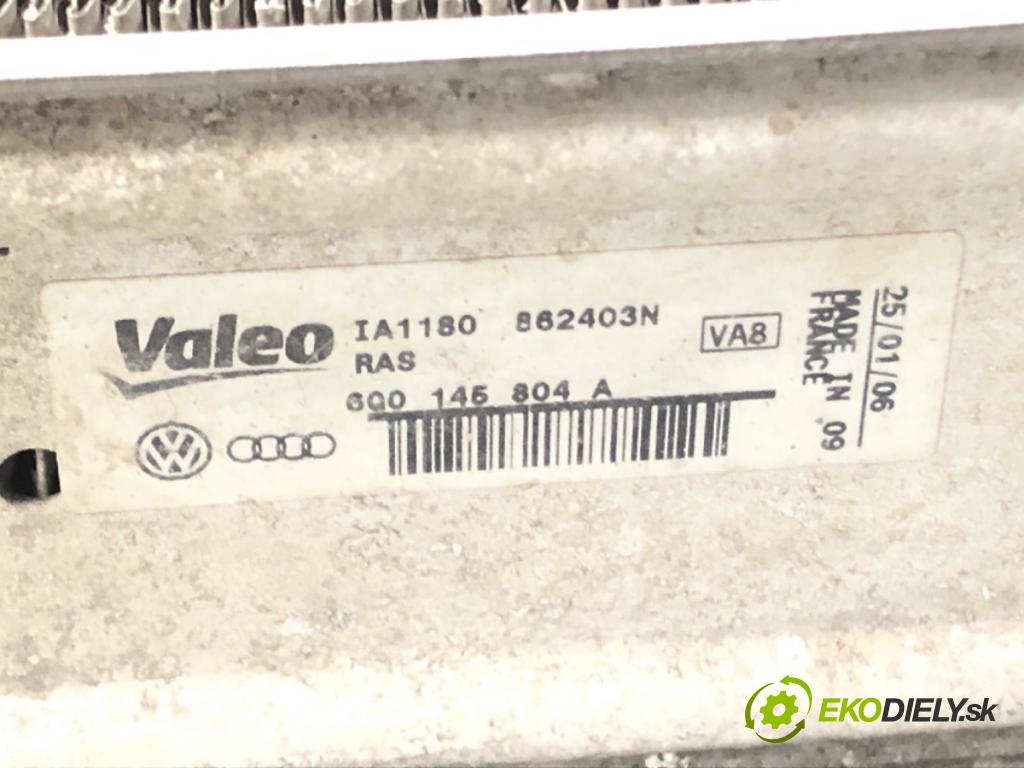 Valeo
IA1180 862403N
RAS
6Q0 145 804 A
VA8
MADE IN
FRANCE 09
25/01/06
EKODIELY.sk